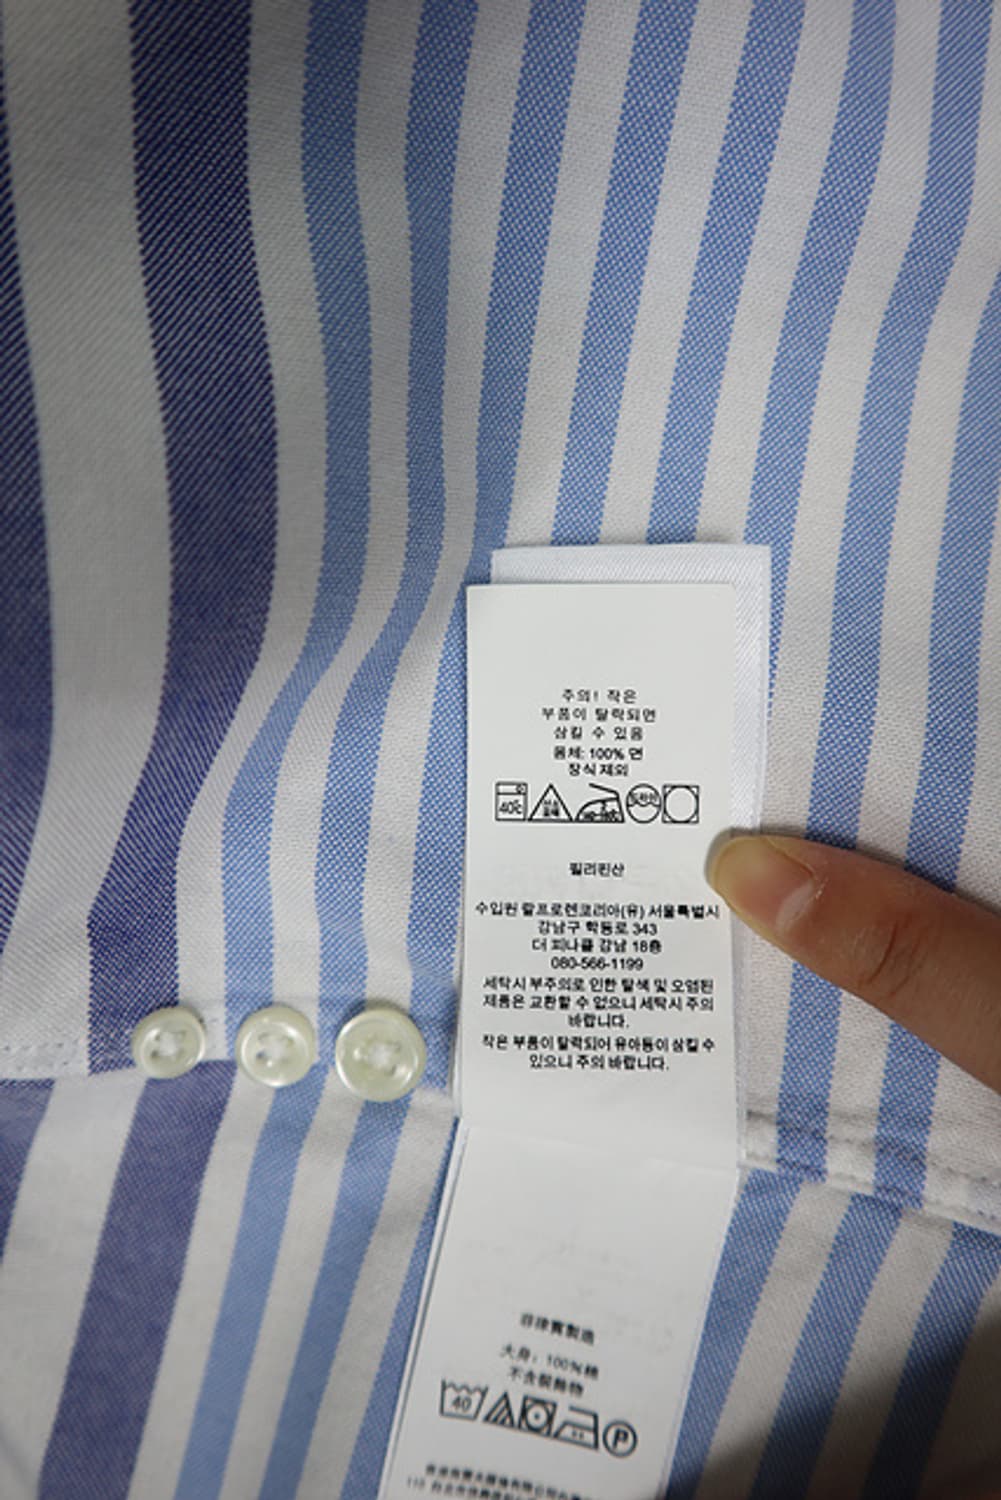 주의! 작은
부품이 탈락되면
삼킬 수 있음
몸체: 100% 면
장식 제외
40℃
필리핀산
수입원 랄프로렌코리아(유) 서울특별시
강남구 학동로 343
더 피나클 강남 18층
080-566-1199
세탁시 부주의로 인한 탈색 및 오염된
제품은 교환할 수 없으니 세탁시 주의
바랍니다.
작은 부품이 탈락되어 유아등이 삼킬 수
있으니 주의 바랍니다.
菲律賓製造
大身: 100%棉
不含裝飾物
40 P